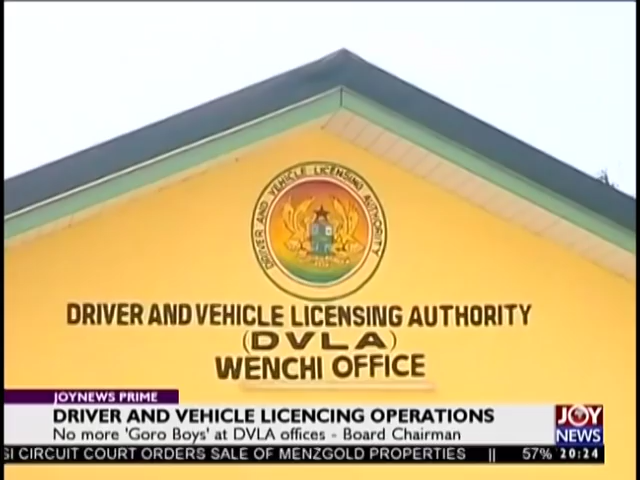 DRIVER AND VEHICLE LICENSING AUTHORITY
DRIVER AND VEHICLE LICENSING AUTHORITY
(DVLA)
WENCHI OFFICE
JOYNEWS PRIME
DRIVER AND VEHICLE LICENCING OPERATIONS
No more 'Goro Boys' at DVLA offices - Board Chairman
JOY
NEWS
SI CIRCUIT COURT ORDERS SALE OF MENZGOLD PROPERTIES || 57% 20:24